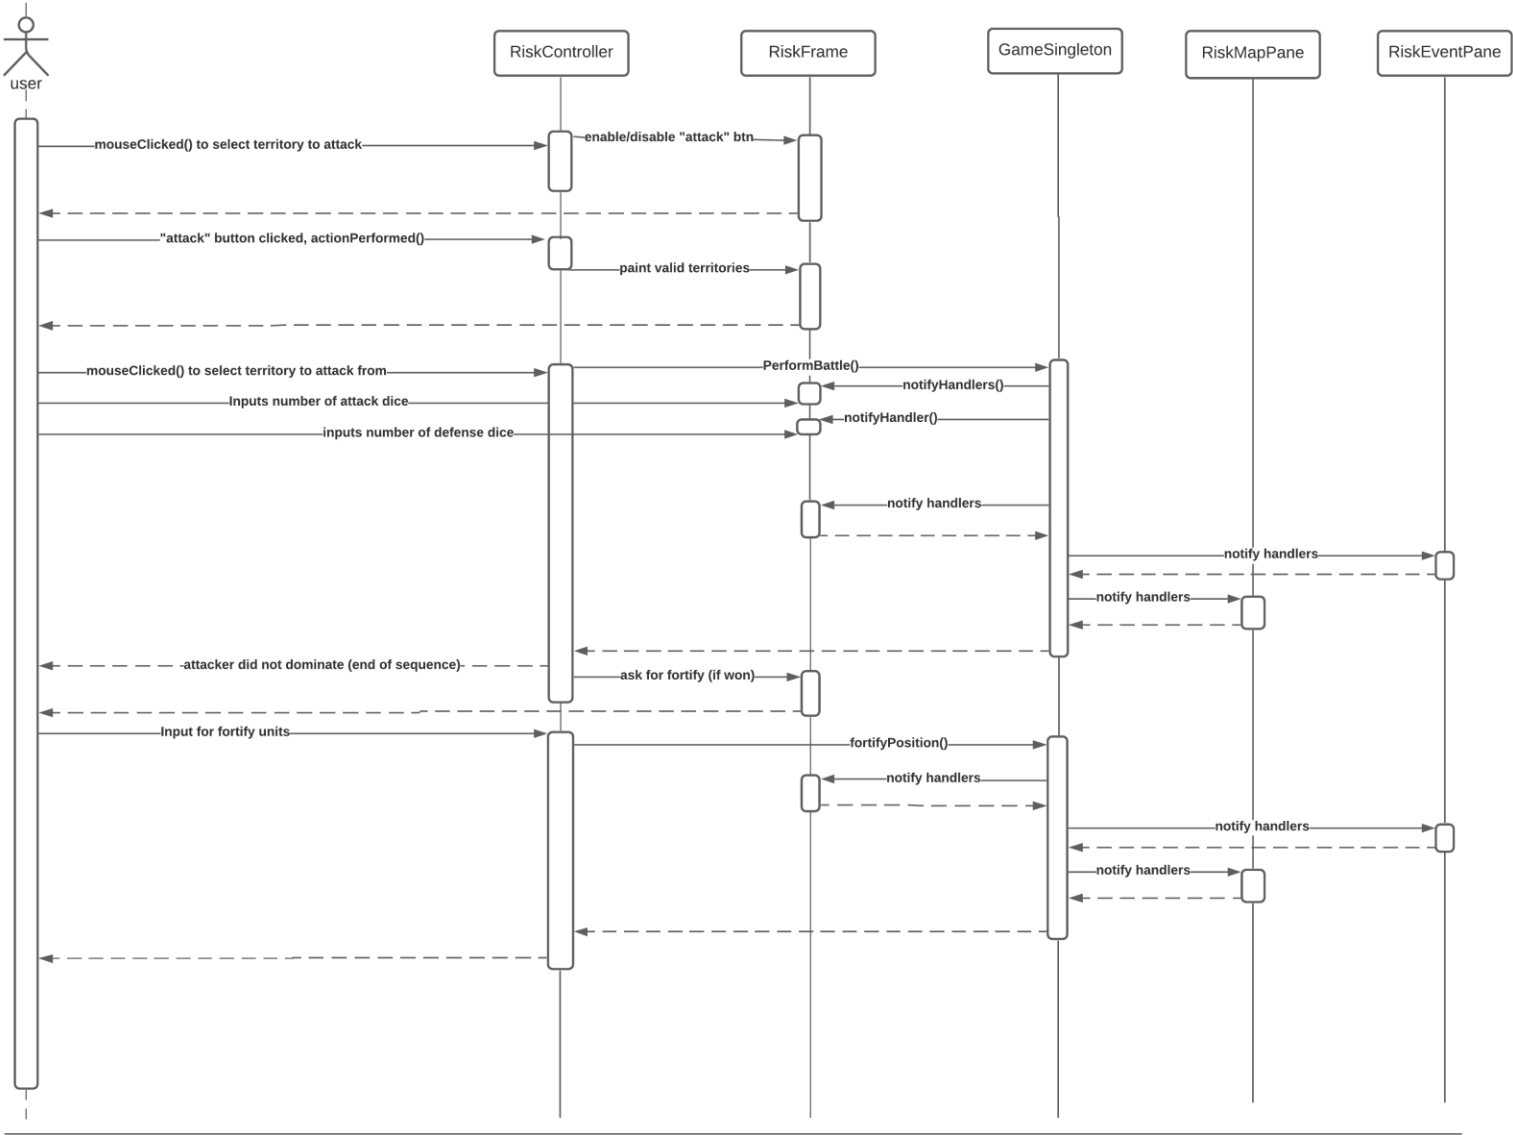 user
RiskController
RiskFrame
GameSingleton
RiskMapPane
RiskEventPane
mouseClicked() to select territory to attack
enable/disable "attack" btn
"attack" button clicked, actionPerformed()
paint valid territories
mouseClicked() to select territory to attack from
PerformBattle()
notifyHandlers()
Inputs number of attack dice
notifyHandler()
inputs number of defense dice
notify handlers
notify handlers
notify handlers
attacker did not dominate (end of sequence)
ask for fortify (if won)
Input for fortify units
fortifyPosition()
notify handlers
notify handlers
notify handlers